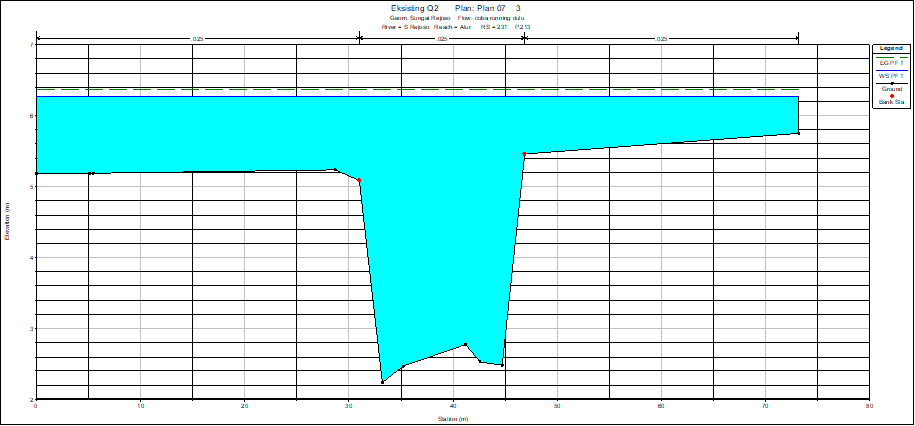 Eksisting Q2 Plan: Plan 07 3
Geom: Sungai Rejoso Flow: coba running dulu
River = S Rejoso Reach = Alur RS = 231 P.213
.025 .025 .025
Legend
EG PF 1
WS PF 1
Ground
Bank Sta
7
6
5
4
3
2
Elevation (m)
0 10 20 30 40 50 60 70 80
Station (m)